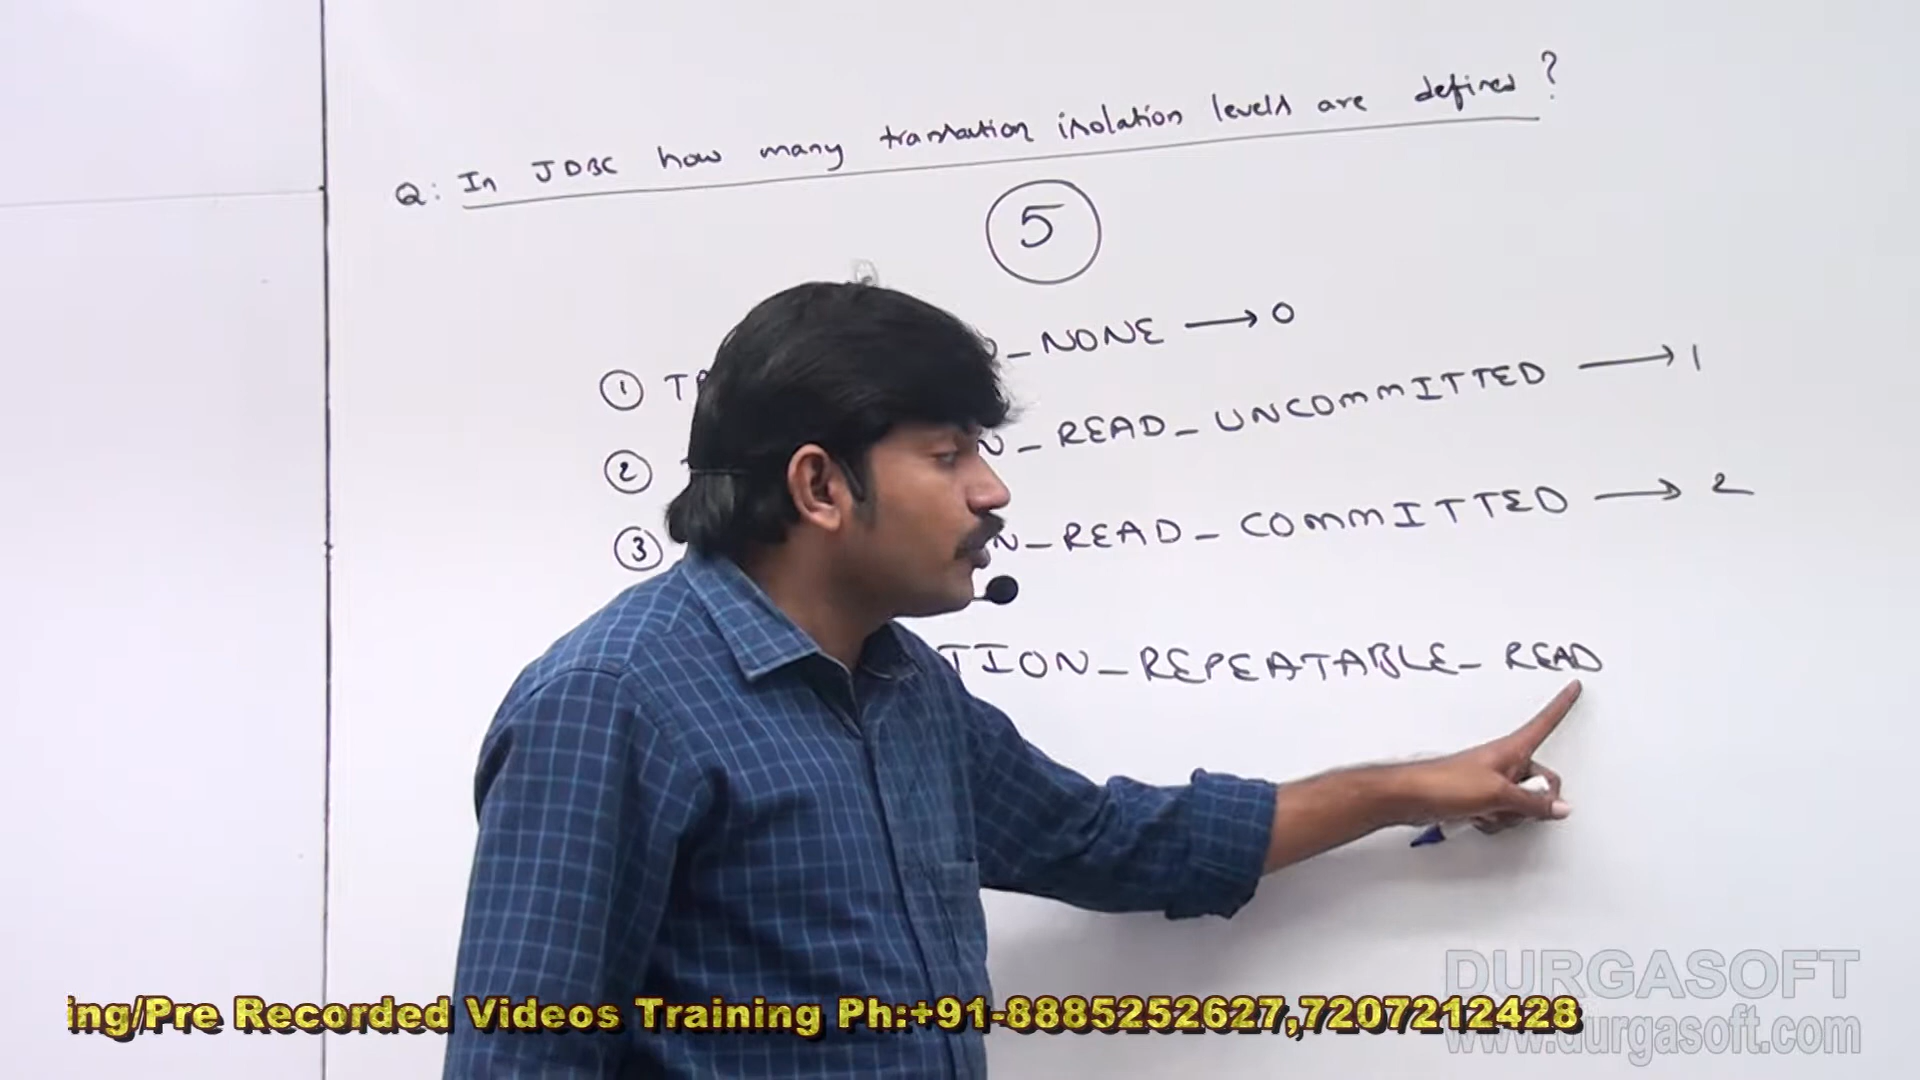 Q: In JDBC how many transaction isolation levels are defined?
5
① _NONE → 0
② N_READ_UNCOMMITTED → 1
③ N_READ_COMMITTED → 2
TION_REPEATABLE_READ
DURGASOFT
ing/Pre Recorded Videos Training Ph:+91-8885252627,7207212428
www.durgasoft.com